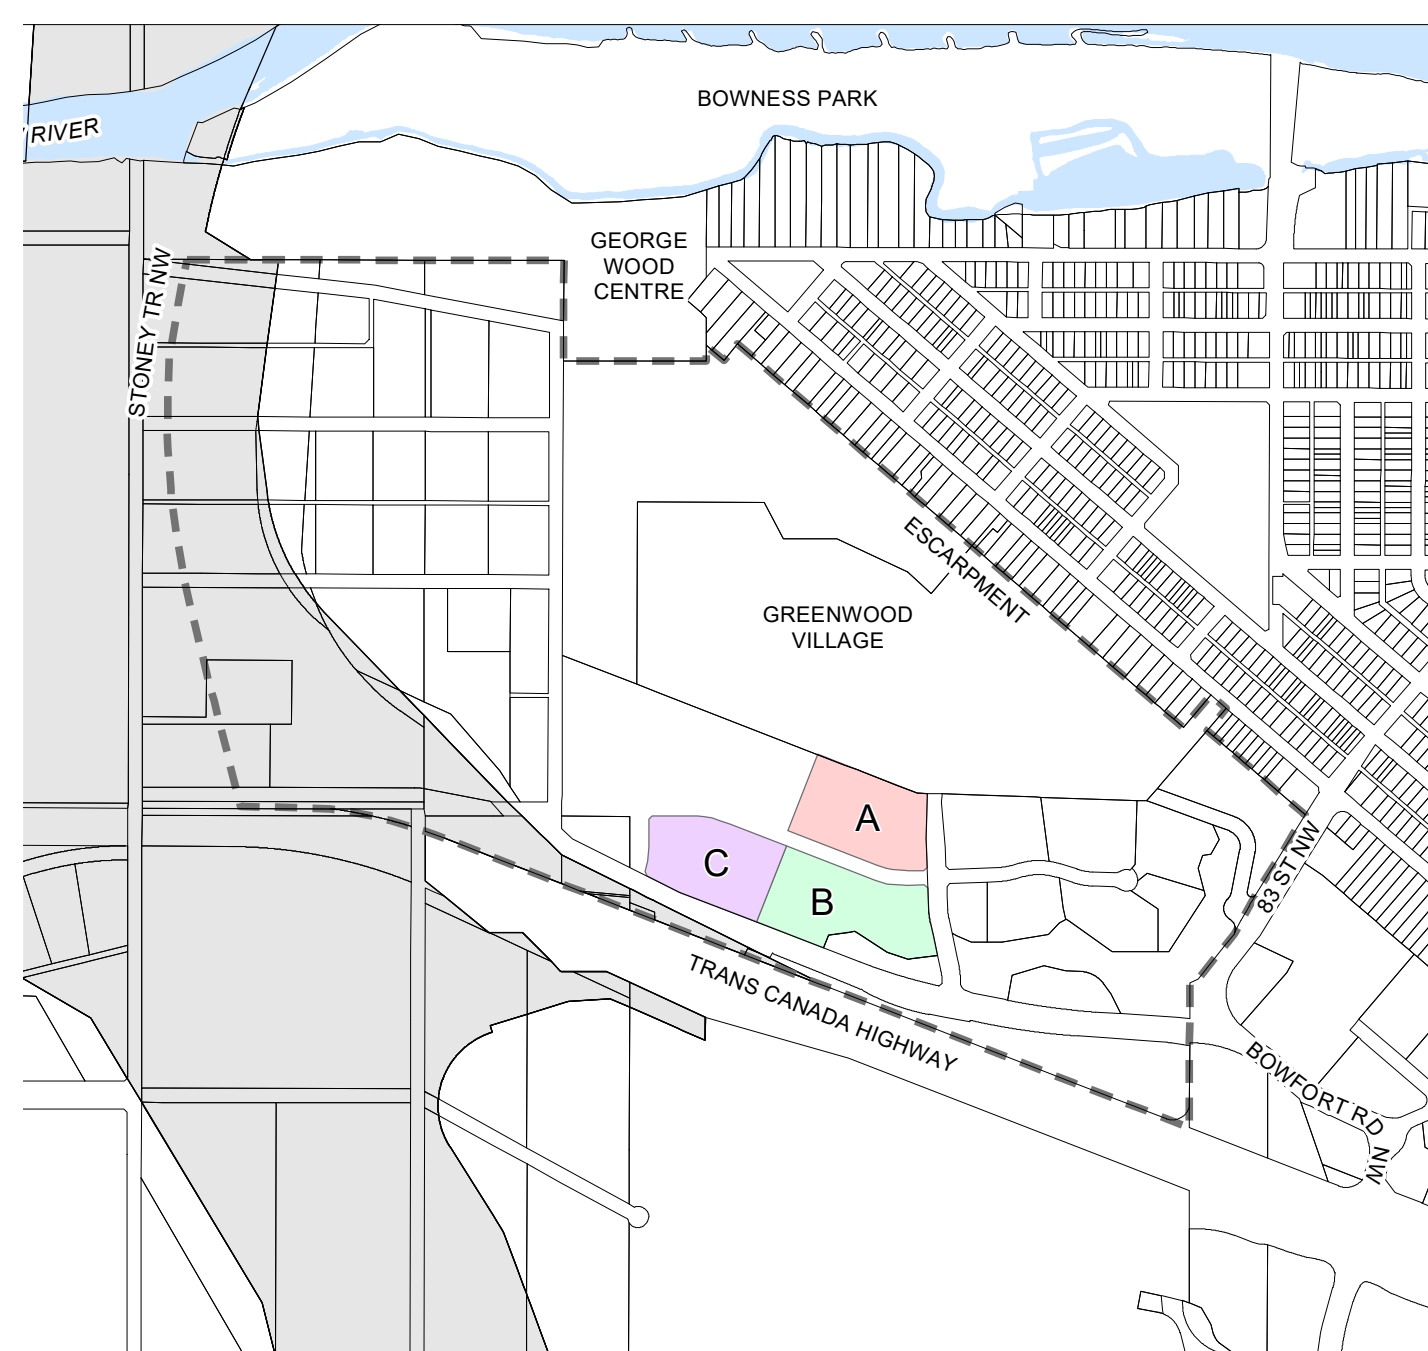 BOWNESS PARK
RIVER
GEORGE
WOOD
CENTRE
STONEY TR NW
ESCARPMENT
GREENWOOD
VILLAGE
A
C
B
83 ST NW
TRANS CANADA HIGHWAY
BOWFORT RD NW